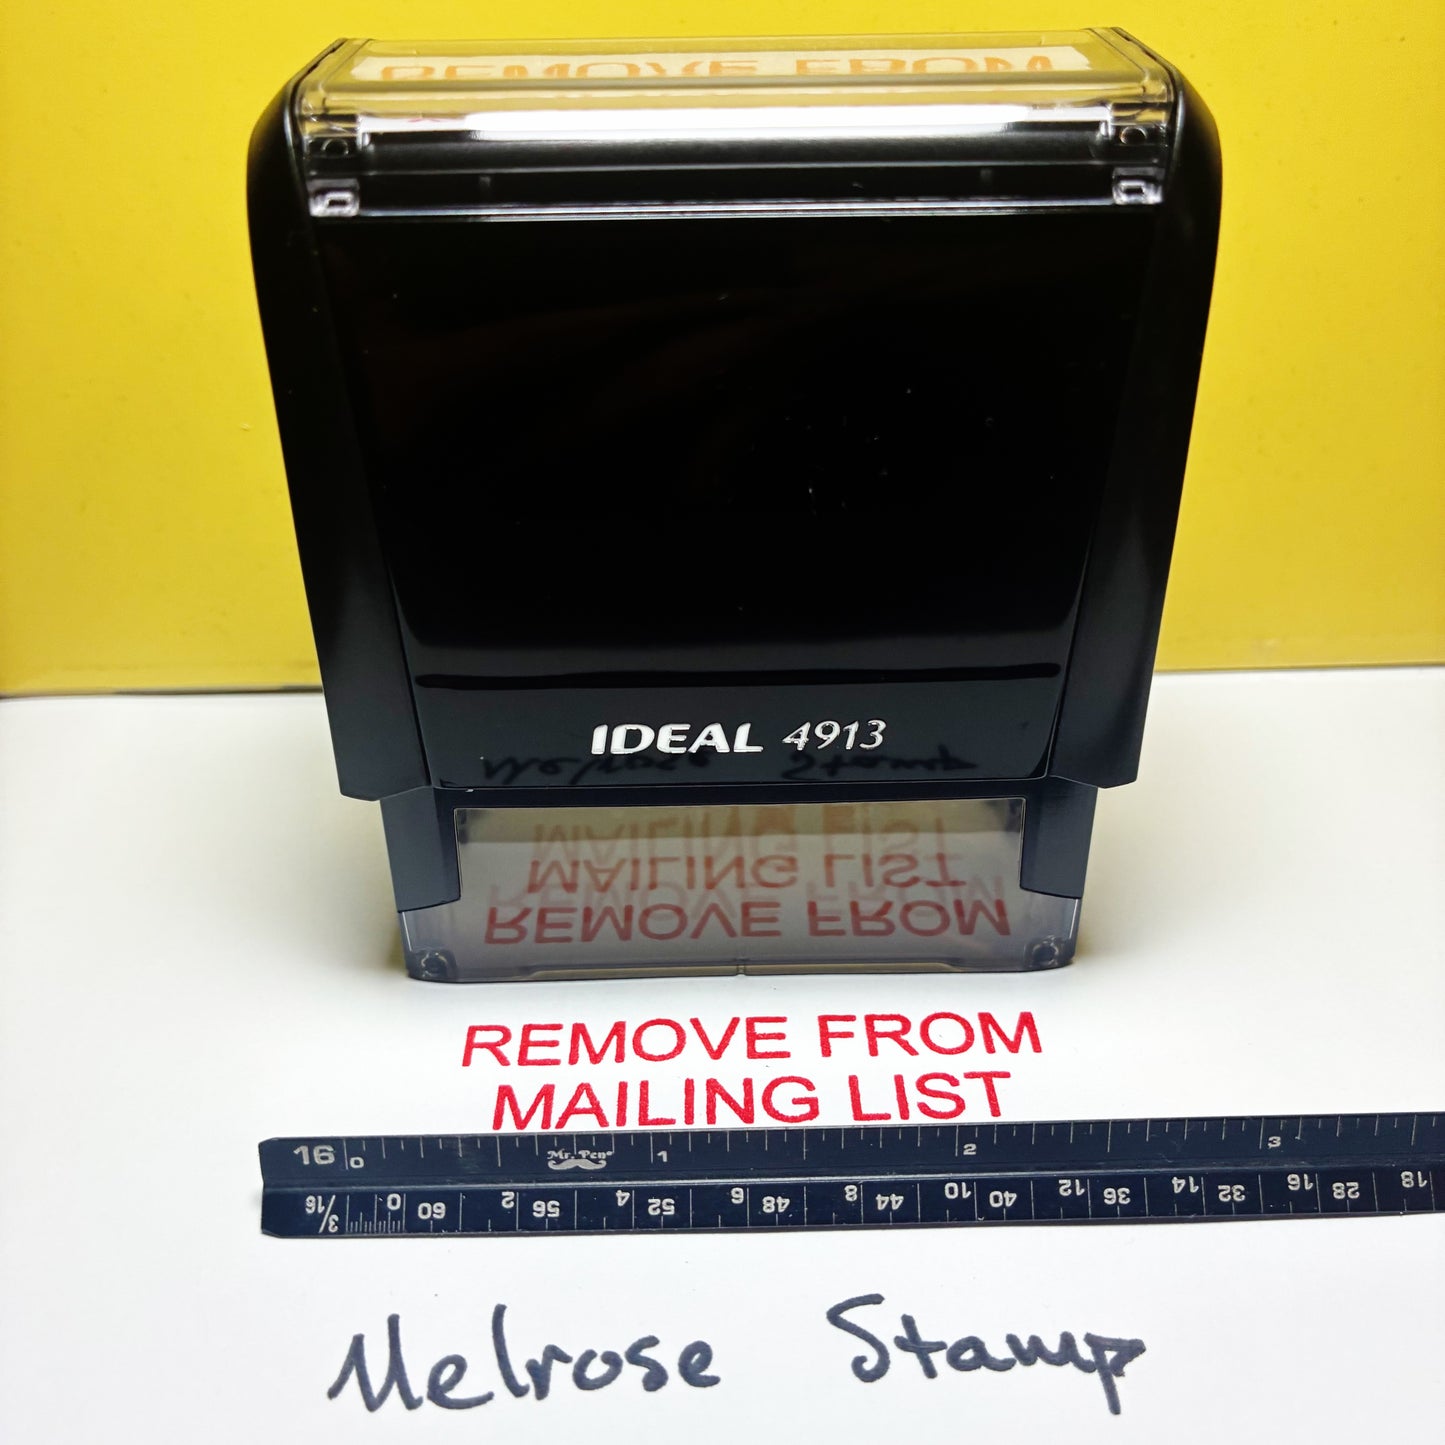 REMOVE FROM
IDEAL 4913
REMOVE FROM
MAILING LIST
16 0 Mr. Pen 1 2 3
3/16 0 60 2 56 4 52 6 48 8 44 10 40 12 36 14 32 16 28 18
Melrose Stamp